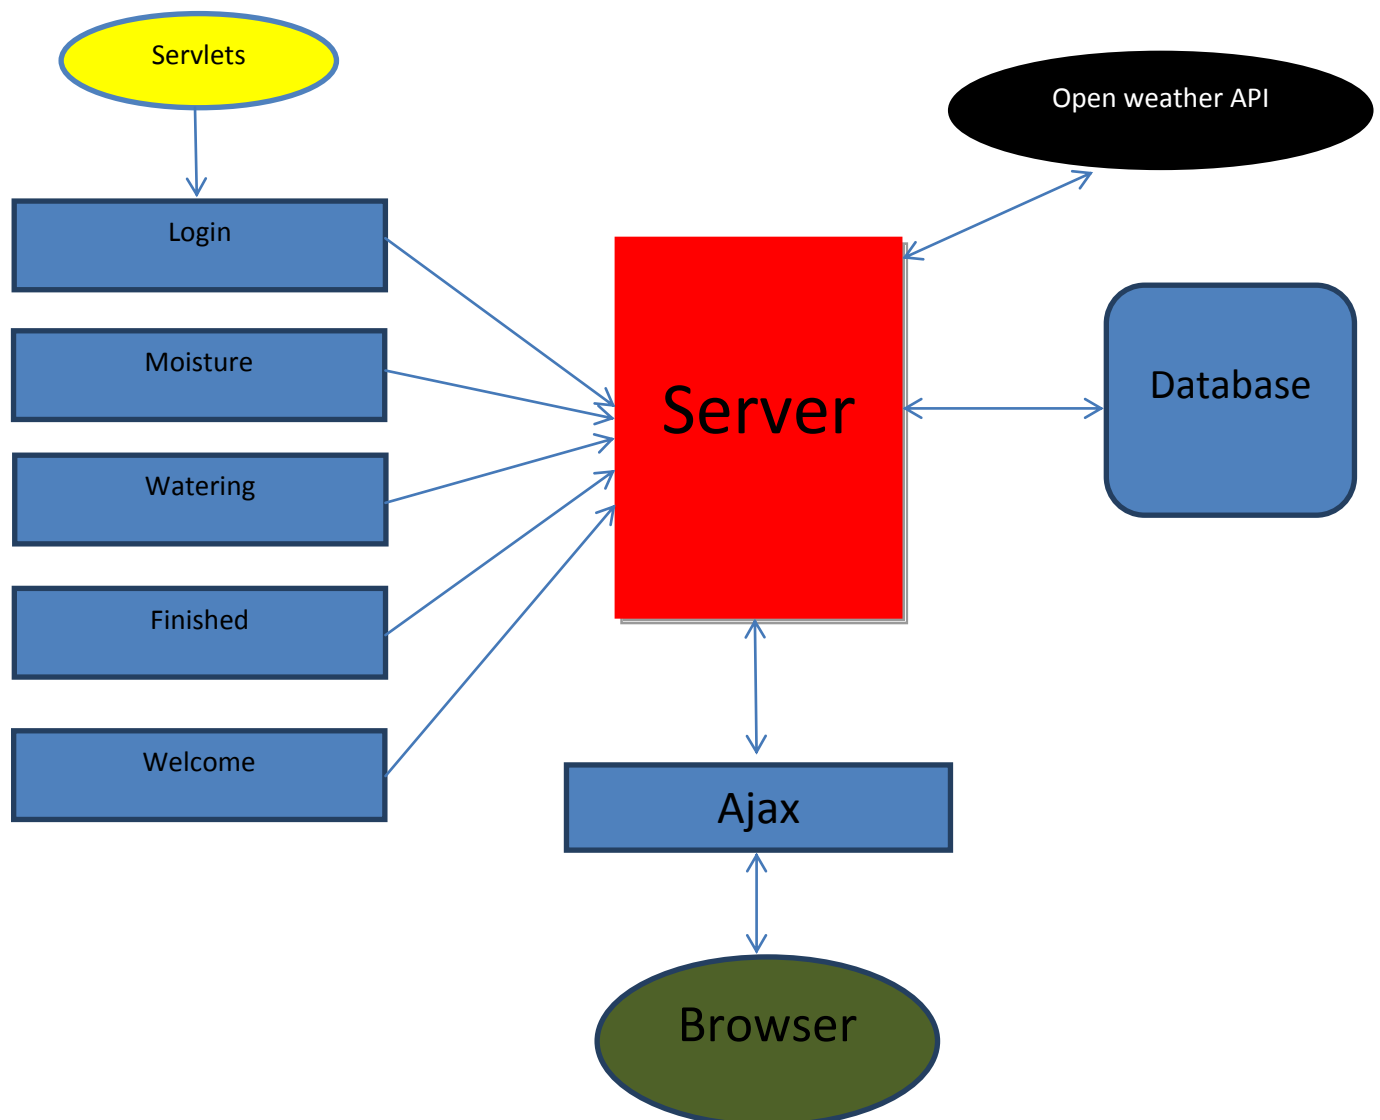 Servlets
Open weather API
Login
Moisture
Server
Database
Watering
Finished
Welcome
Ajax
Browser